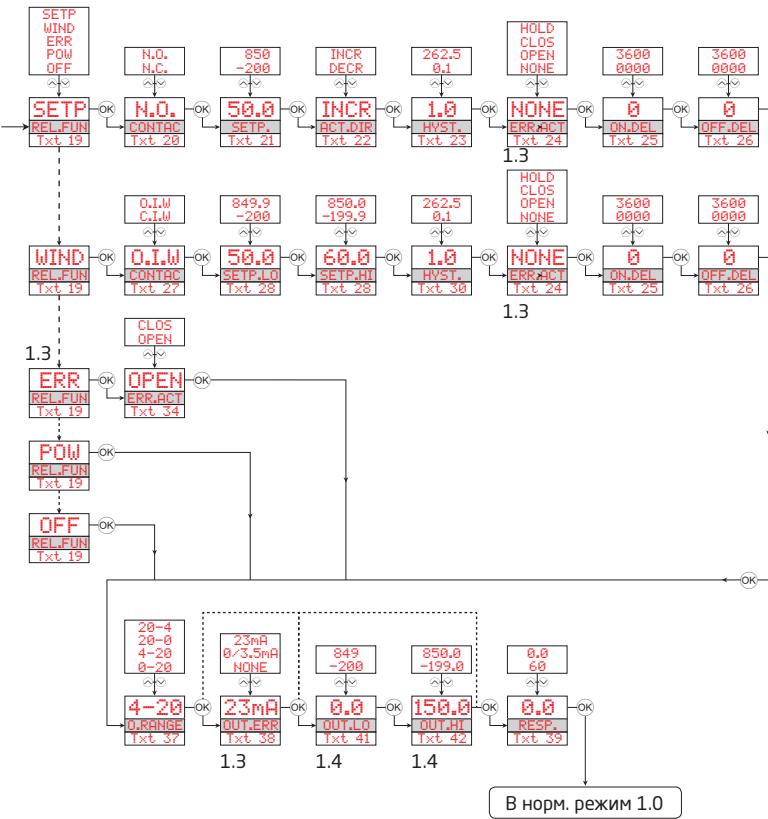 SETP
WIND
ERR
POW
OFF
N.O.
N.C.
850
-200
INCR
DECR
262.5
0.1
HOLD
CLOS
OPEN
NONE
3600
0000
3600
0000
SETP
REL.FUN
Txt 19
OK
N.O.
CONTAC
Txt 20
OK
50.0
SETP.
Txt 21
OK
INCR
ACT.DIR
Txt 22
OK
1.0
HYST.
Txt 23
OK
NONE
ERR.ACT
Txt 24
1.3
OK
0
ON.DEL
Txt 25
OK
0
OFF.DEL
Txt 26
O.I.W
C.I.W
849.9
-200
850.0
-199.9
262.5
0.1
HOLD
CLOS
OPEN
NONE
3600
0000
3600
0000
WIND
REL.FUN
Txt 19
OK
O.I.W
CONTAC
Txt 27
OK
50.0
SETP.LO
Txt 28
OK
60.0
SETP.HI
Txt 28
OK
1.0
HYST.
Txt 30
OK
NONE
ERR.ACT
Txt 24
1.3
OK
0
ON.DEL
Txt 25
OK
0
OFF.DEL
Txt 26
CLOS
OPEN
1.3
ERR
REL.FUN
Txt 19
OK
OPEN
ERR.ACT
Txt 34
OK
POW
REL.FUN
Txt 19
OK
OFF
REL.FUN
Txt 19
OK
OK
20-4
20-0
4-20
0-20
23mA
0/3.5mA
NONE
849
-200
850.0
-199.0
0.0
60
4-20
O.RANGE
Txt 37
OK
23mA
OUT.ERR
Txt 38
1.3
OK
0.0
OUT.LO
Txt 41
1.4
OK
150.0
OUT.HI
Txt 42
1.4
OK
0.0
RESP.
Txt 39
OK
В норм. режим 1.0